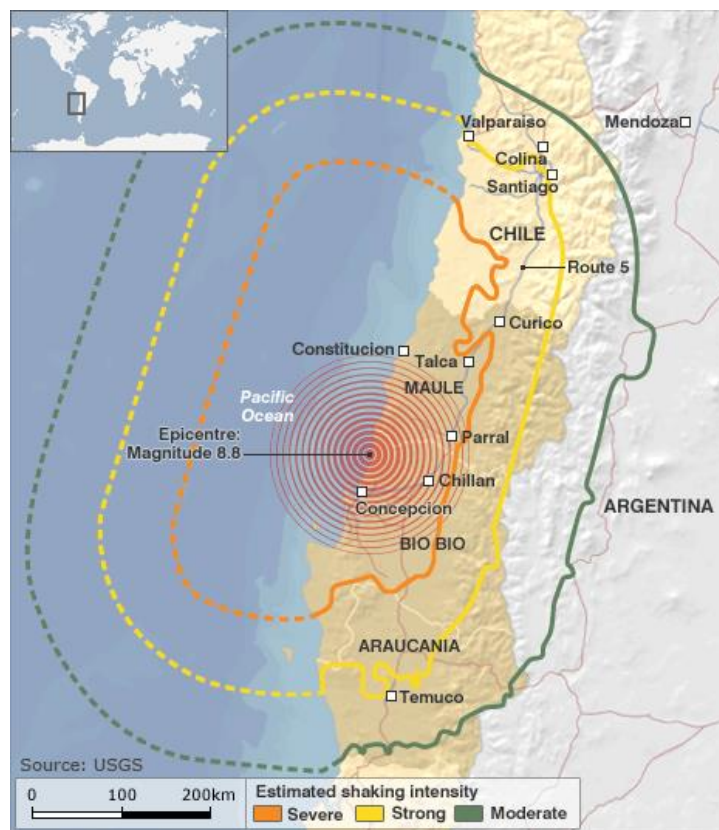 Valparaiso
Mendoza
Colina
Santiago
CHILE
Route 5
Curico
Constitucion
Talca
MAULE
Pacific
Ocean
Epicentre:
Magnitude 8.8
Parral
Chillan
Concepcion
ARGENTINA
BIO BIO
ARAUCANIA
Temuco
Source: USGS
0 100 200km
Estimated shaking intensity
Severe Strong Moderate